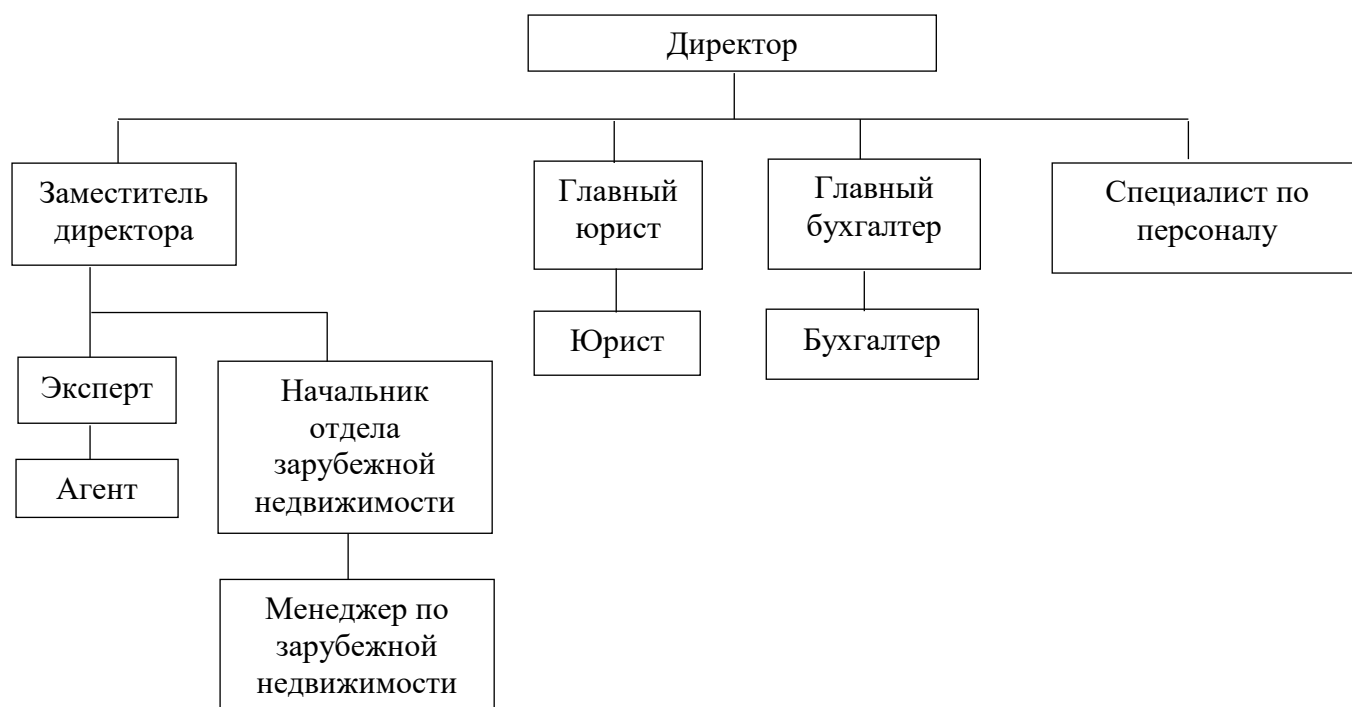 Директор
Заместитель
директора
Главный
юрист
Главный
бухгалтер
Специалист по
персоналу
Юрист
Бухгалтер
Эксперт
Начальник
отдела
зарубежной
недвижимости
Агент
Менеджер по
зарубежной
недвижимости